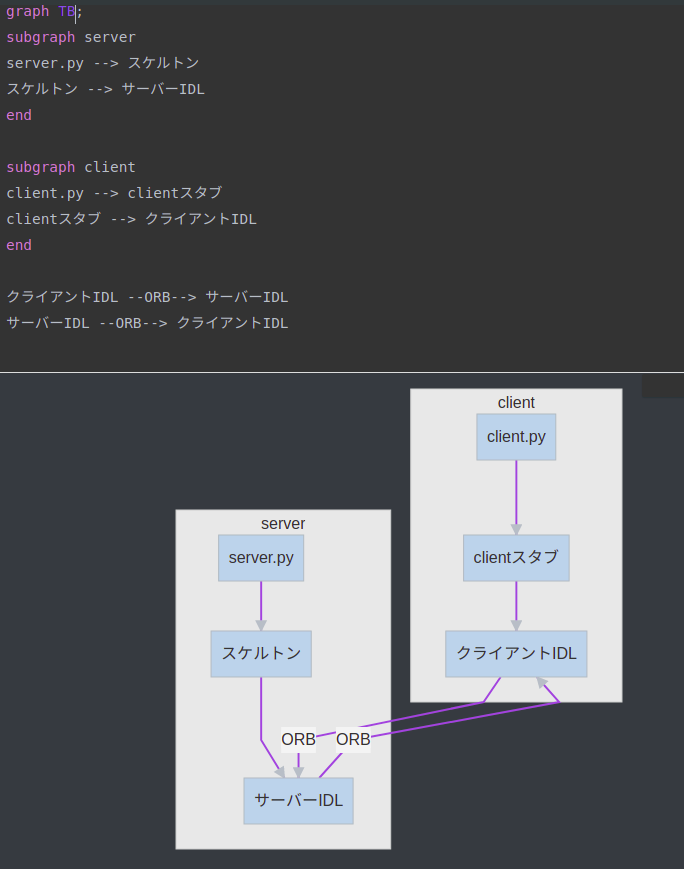 graph TB;
subgraph server
server.py --> スケルトン
スケルトン --> サーバーIDL
end
subgraph client
client.py --> clientスタブ
clientスタブ --> クライアントIDL
end
クライアントIDL --ORB--> サーバーIDL
サーバーIDL --ORB--> クライアントIDL
client
client.py
server
server.py
clientスタブ
スケルトン
クライアントIDL
ORB
ORB
サーバーIDL